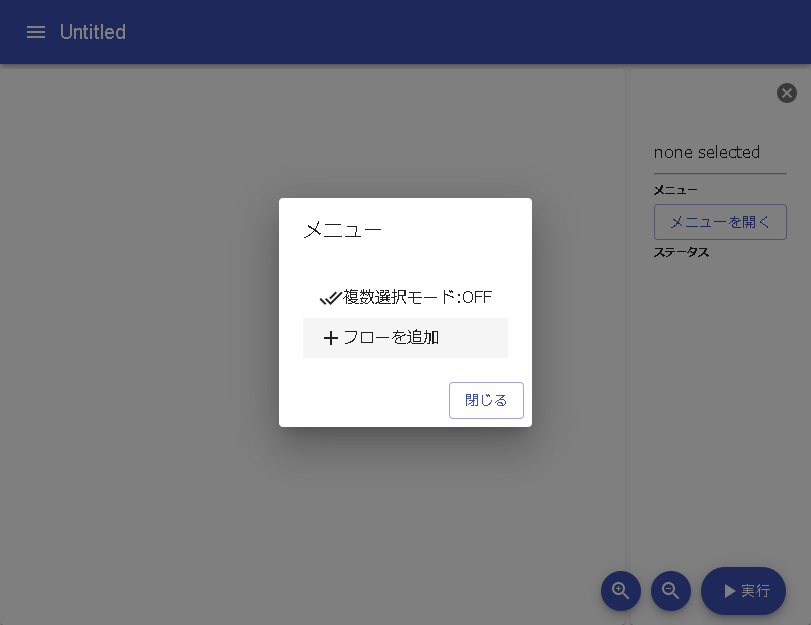 Untitled
none selected
メニュー
メニューを開く
ステータス
メニュー
複数選択モード:OFF
フローを追加
閉じる
実行